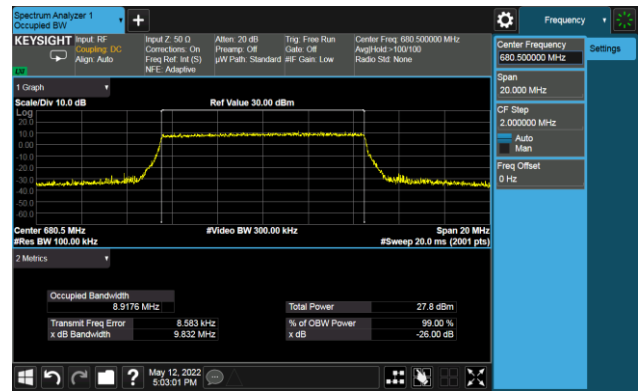 Spectrum Analyzer 1
Occupied BW
+
Frequency
KEYSIGHT
Input: RF
Coupling: DC
Align: Auto
Input Z: 50 Ω
Corrections: On
Freq Ref: Int (S)
NFE: Adaptive
Atten: 20 dB
Preamp: Off
µW Path: Standard
Trig: Free Run
Gate: Off
#IF Gain: Low
Center Freq: 680.500000 MHz
Avg|Hold:>100/100
Radio Std: None
Center Frequency
680.500000 MHz
Settings
Span
20.000 MHz
CF Step
2.000000 MHz
Auto
Man
Freq Offset
0 Hz
1 Graph
Scale/Div 10.0 dB
Ref Value 30.00 dBm
Log
20.0
10.0
0.00
-10.0
-20.0
-30.0
-40.0
-50.0
-60.0
Center 680.5 MHz
#Video BW 300.00 kHz
Span 20 MHz
#Res BW 100.00 kHz
#Sweep 20.0 ms (2001 pts)
2 Metrics
Occupied Bandwidth
8.9176 MHz
Total Power 27.8 dBm
Transmit Freq Error 8.583 kHz
% of OBW Power 99.00 %
x dB Bandwidth 9.832 MHz
x dB -26.00 dB
?
May 12, 2022
5:03:01 PM